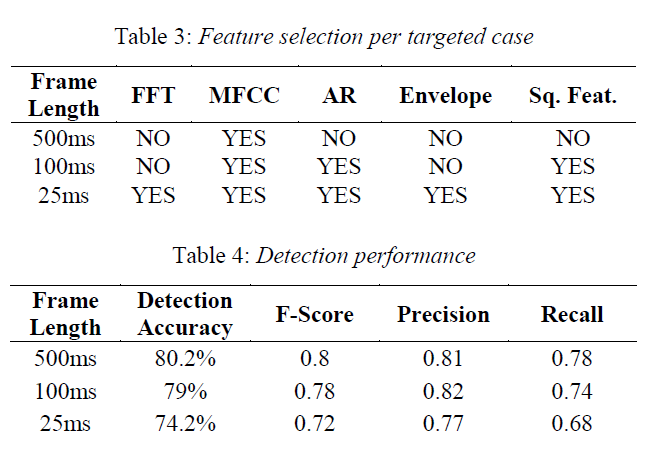 Table 3: Feature selection per targeted case
Frame Length FFT MFCC AR Envelope Sq. Feat.
500ms NO YES NO NO NO
100ms NO YES YES NO YES
25ms YES YES YES YES YES
Table 4: Detection performance
Frame Length Detection Accuracy F-Score Precision Recall
500ms 80.2% 0.8 0.81 0.78
100ms 79% 0.78 0.82 0.74
25ms 74.2% 0.72 0.77 0.68